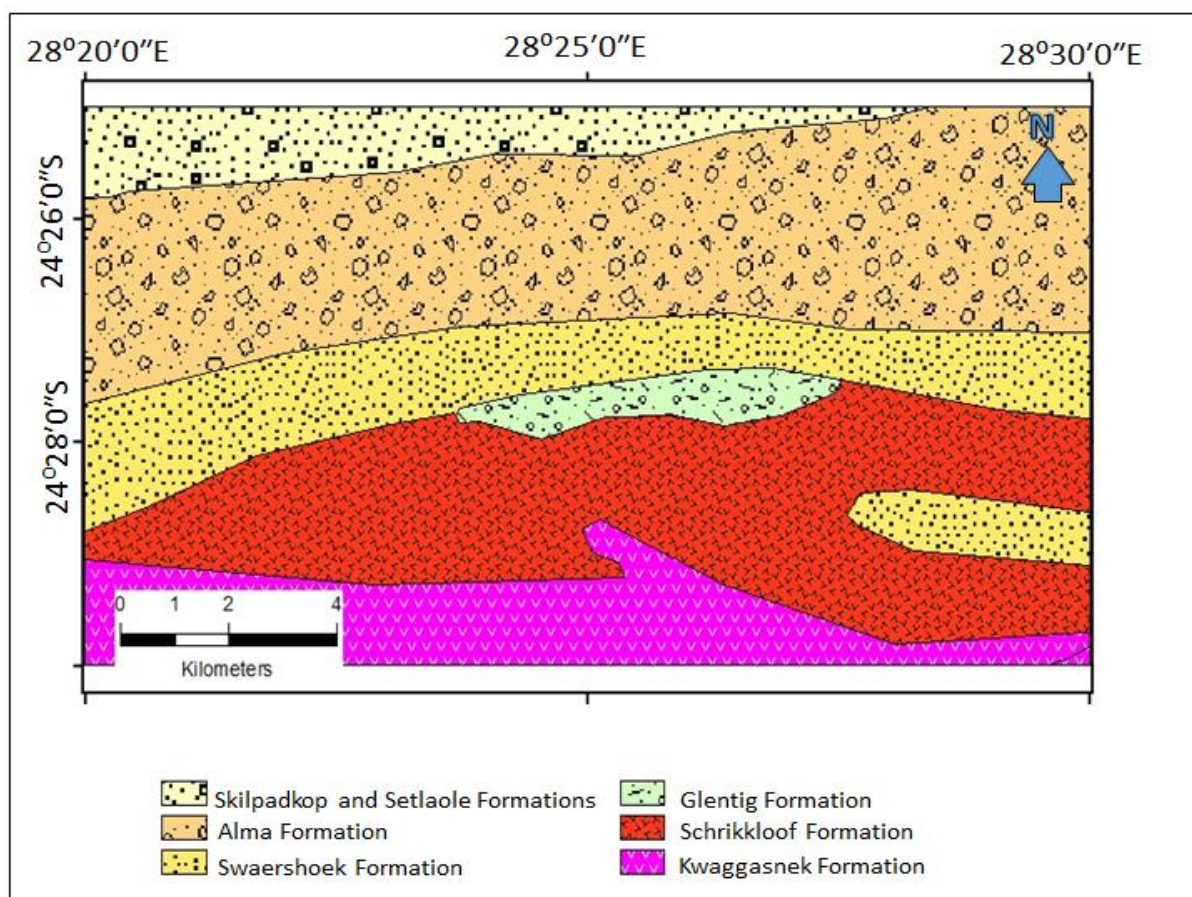 28⁰20’0”E 28⁰25’0”E 28⁰30’0”E
N
24⁰26’0”S
24⁰28’0”S
0 1 2 4
Kilometers
Skilpadkop and Setlaole Formations
Alma Formation
Swaershoek Formation
Glentig Formation
Schrikkloof Formation
Kwaggasnek Formation